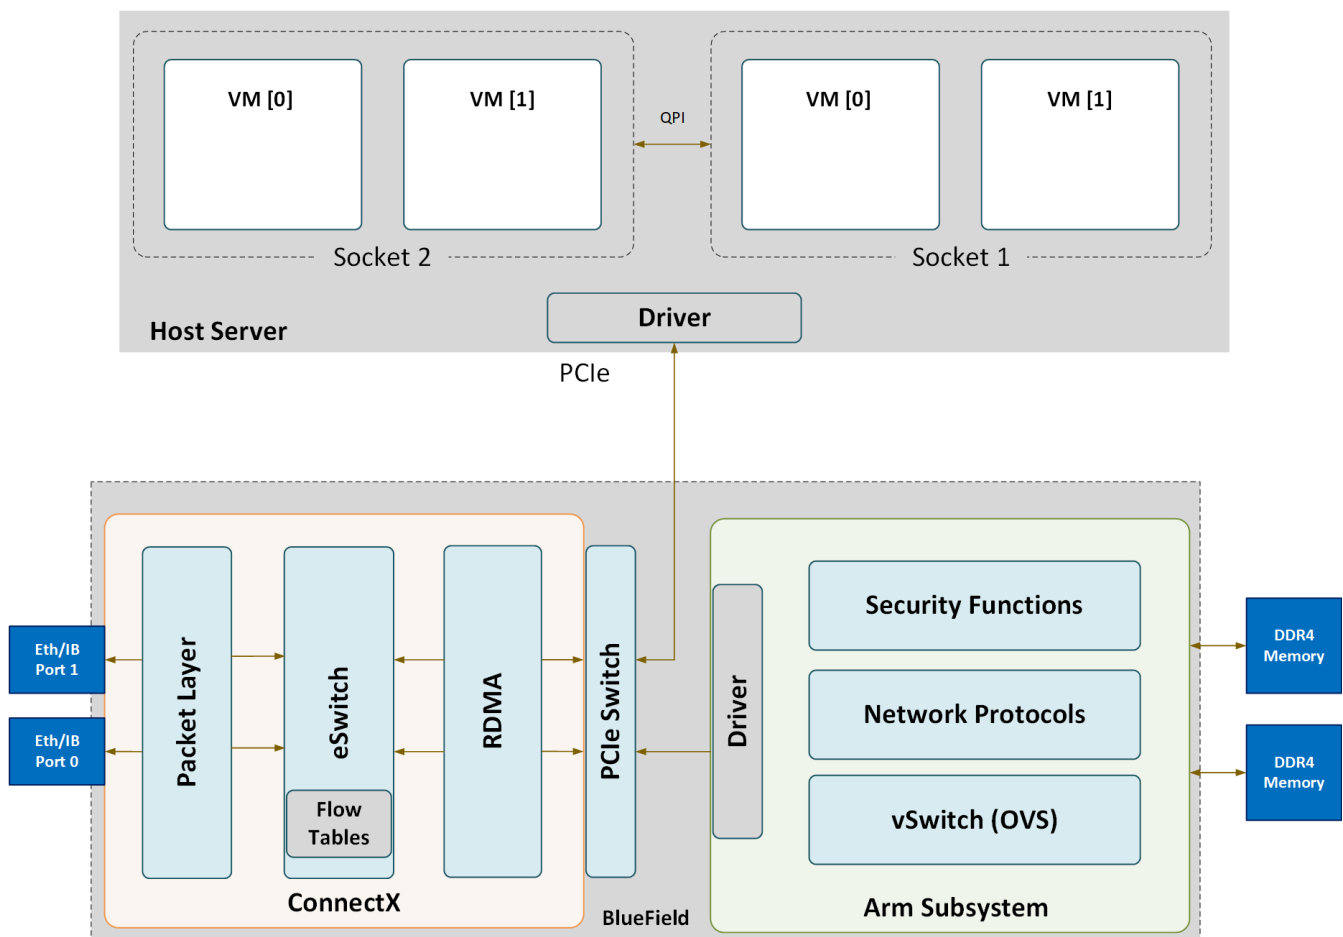 VM [0]
VM [1]
QPI
VM [0]
VM [1]
Socket 2
Socket 1
Driver
Host Server
PCIe
Eth/IB
Port 1
Eth/IB
Port 0
Packet Layer
eSwitch
Flow
Tables
RDMA
ConnectX
PCIe Switch
BlueField
Driver
Security Functions
Network Protocols
vSwitch (OVS)
Arm Subsystem
DDR4
Memory
DDR4
Memory